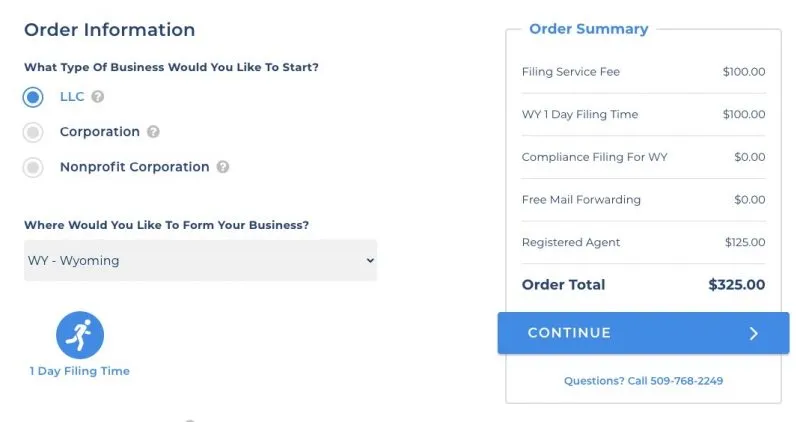 Order Information
What Type Of Business Would You Like To Start?
LLC ?
Corporation ?
Nonprofit Corporation ?
Where Would You Like To Form Your Business?
WY - Wyoming
1 Day Filing Time
Order Summary
Filing Service Fee $100.00
WY 1 Day Filing Time $100.00
Compliance Filing For WY $0.00
Free Mail Forwarding $0.00
Registered Agent $125.00
Order Total $325.00
CONTINUE
Questions? Call 509-768-2249